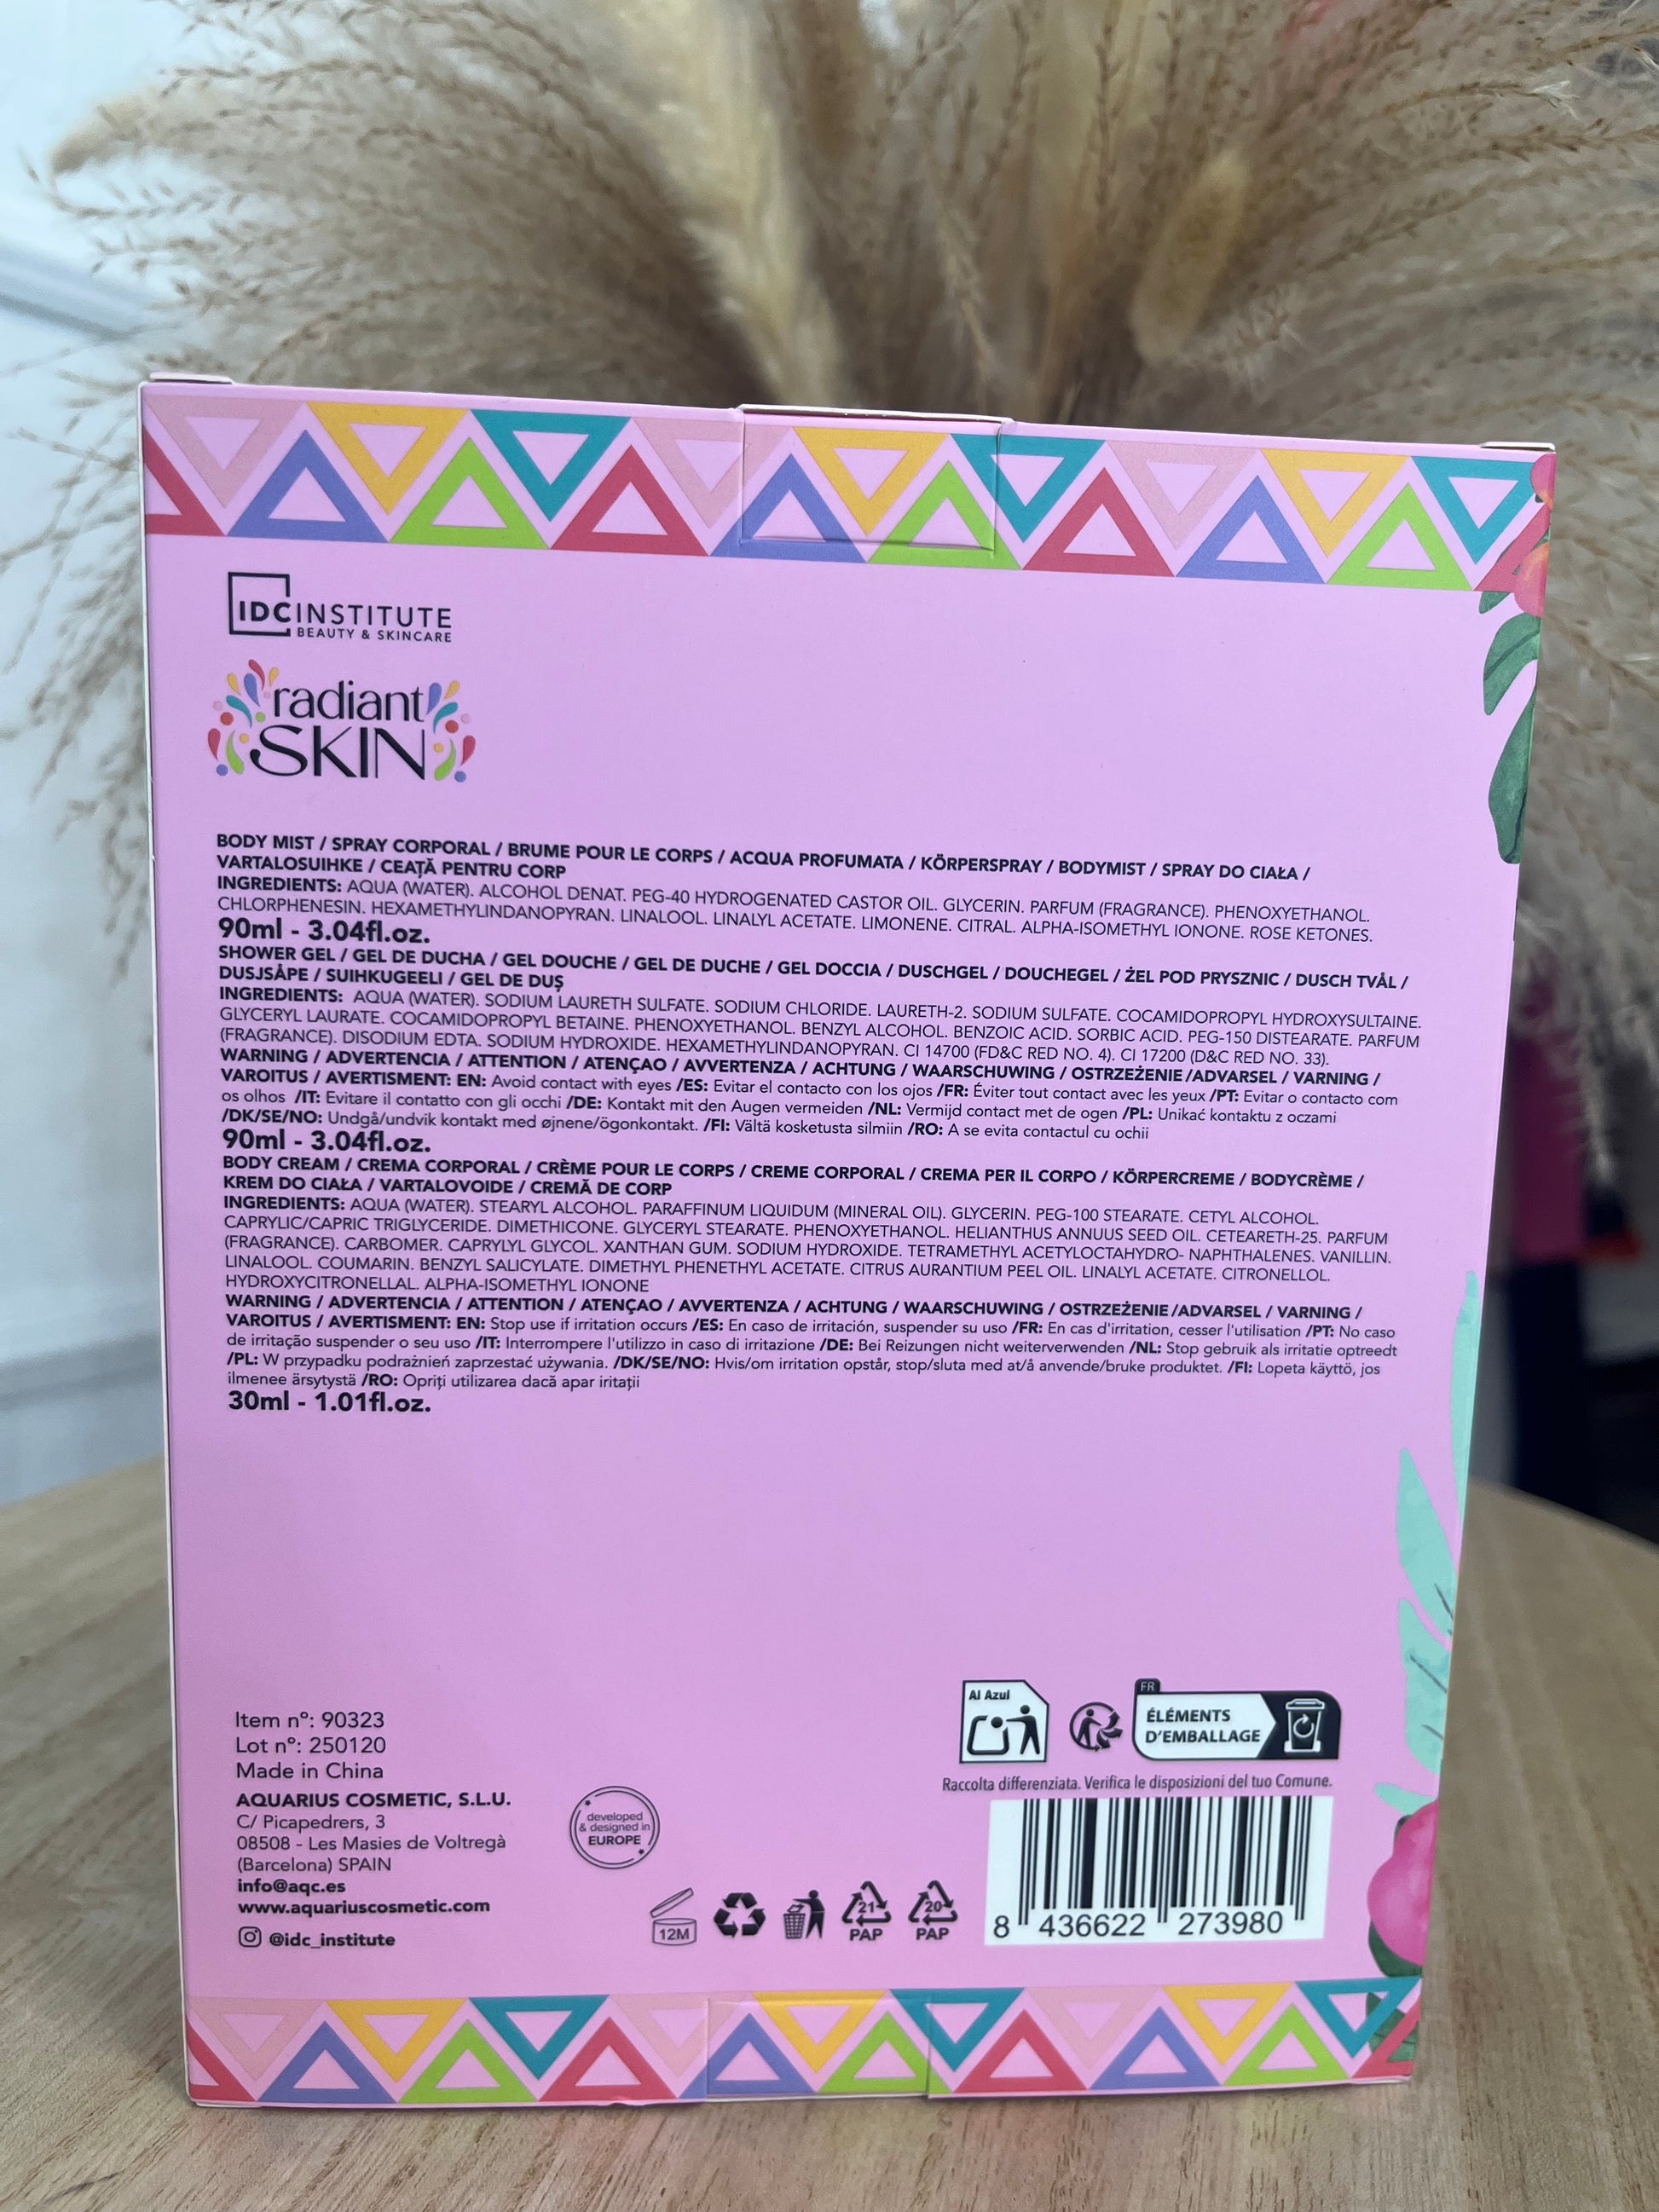 IDCINSTITUTE
BEAUTY & SKINCARE
radiant
SKIN
BODY MIST / SPRAY CORPORAL / BRUME POUR LE CORPS / ACQUA PROFUMATA / KÖRPERSPRAY / BODYMIST / SPRAY DO CIAŁA /
VARTALOSUIHKE / CEAȚĂ PENTRU CORP
INGREDIENTS: AQUA (WATER). ALCOHOL DENAT. PEG-40 HYDROGENATED CASTOR OIL. GLYCERIN. PARFUM (FRAGRANCE). PHENOXYETHANOL.
CHLORPHENESIN. HEXAMETHYLINDANOPYRAN. LINALOOL. LINALYL ACETATE. LIMONENE. CITRAL. ALPHA-ISOMETHYL IONONE. ROSE KETONES.
90ml - 3.04fl.oz.
SHOWER GEL / GEL DE DUCHA / GEL DOUCHE / GEL DE DUCHE / GEL DOCCIA / DUSCHGEL / DOUCHEGEL / ŻEL POD PRYSZNIC / DUSCH TVÅL /
DUSJSÅPE / SUIHKUGEELI / GEL DE DUȘ
INGREDIENTS: AQUA (WATER). SODIUM LAURETH SULFATE. SODIUM CHLORIDE. LAURETH-2. SODIUM SULFATE. COCAMIDOPROPYL HYDROXYSULTAINE.
GLYCERYL LAURATE. COCAMIDOPROPYL BETAINE. PHENOXYETHANOL. BENZYL ALCOHOL. BENZOIC ACID. SORBIC ACID. PEG-150 DISTEARATE. PARFUM
(FRAGRANCE). DISODIUM EDTA. SODIUM HYDROXIDE. HEXAMETHYLINDANOPYRAN. CI 14700 (FD&C RED NO. 4). CI 17200 (D&C RED NO. 33).
WARNING / ADVERTENCIA / ATTENTION / ATENÇAO / AVVERTENZA / ACHTUNG / WAARSCHUWING / OSTRZEŻENIE /ADVARSEL / VARNING /
VAROITUS / AVERTISMENT: EN: Avoid contact with eyes /ES: Evitar el contacto con los ojos /FR: Éviter tout contact avec les yeux /PT: Evitar o contacto com
os olhos /IT: Evitare il contatto con gli occhi /DE: Kontakt mit den Augen vermeiden /NL: Vermijd contact met de ogen /PL: Unikać kontaktu z oczami
/DK/SE/NO: Undgå/undvik kontakt med øjnene/ögonkontakt. /FI: Vältä kosketusta silmiin /RO: A se evita contactul cu ochii
90ml - 3.04fl.oz.
BODY CREAM / CREMA CORPORAL / CRÈME POUR LE CORPS / CREME CORPORAL / CREMA PER IL CORPO / KÖRPERCREME / BODYCRÈME /
KREM DO CIAŁA / VARTALOVOIDE / CREMĂ DE CORP
INGREDIENTS: AQUA (WATER). STEARYL ALCOHOL. PARAFFINUM LIQUIDUM (MINERAL OIL). GLYCERIN. PEG-100 STEARATE. CETYL ALCOHOL.
CAPRYLIC/CAPRIC TRIGLYCERIDE. DIMETHICONE. GLYCERYL STEARATE. PHENOXYETHANOL. HELIANTHUS ANNUUS SEED OIL. CETEARETH-25. PARFUM
(FRAGRANCE). CARBOMER. CAPRYLYL GLYCOL. XANTHAN GUM. SODIUM HYDROXIDE. TETRAMETHYL ACETYLOCTAHYDRO- NAPHTHALENES. VANILLIN.
LINALOOL. COUMARIN. BENZYL SALICYLATE. DIMETHYL PHENETHYL ACETATE. CITRUS AURANTIUM PEEL OIL. LINALYL ACETATE. CITRONELLOL.
HYDROXYCITRONELLAL. ALPHA-ISOMETHYL IONONE
WARNING / ADVERTENCIA / ATTENTION / ATENÇAO / AVVERTENZA / ACHTUNG / WAARSCHUWING / OSTRZEŻENIE /ADVARSEL / VARNING /
VAROITUS / AVERTISMENT: EN: Stop use if irritation occurs /ES: En caso de irritación, suspender su uso /FR: En cas d'irritation, cesser l'utilisation /PT: No caso
de irritação suspender o seu uso /IT: Interrompere l'utilizzo in caso di irritazione /DE: Bei Reizungen nicht weiterverwenden /NL: Stop gebruik als irritatie optreedt
/PL: W przypadku podrażnień zaprzestać używania. /DK/SE/NO: Hvis/om irritation opstår, stop/sluta med at/å anvende/bruke produktet. /FI: Lopeta käyttö, jos
ilmenee ärsytystä /RO: Opriți utilizarea dacă apar iritații
30ml - 1.01fl.oz.
Item nº: 90323
Lot nº: 250120
Made in China
AQUARIUS COSMETIC, S.L.U.
C/ Picapedrers, 3
08508 - Les Masies de Voltregà
(Barcelona) SPAIN
info@aqc.es
www.aquariuscosmetic.com
@idc_institute
developed
& designed in
EUROPE
12M
21
PAP
20
PAP
Al Azul
FR
ÉLÉMENTS
D'EMBALLAGE
Raccolta differenziata. Verifica le disposizioni del tuo Comune.
8 436622 273980